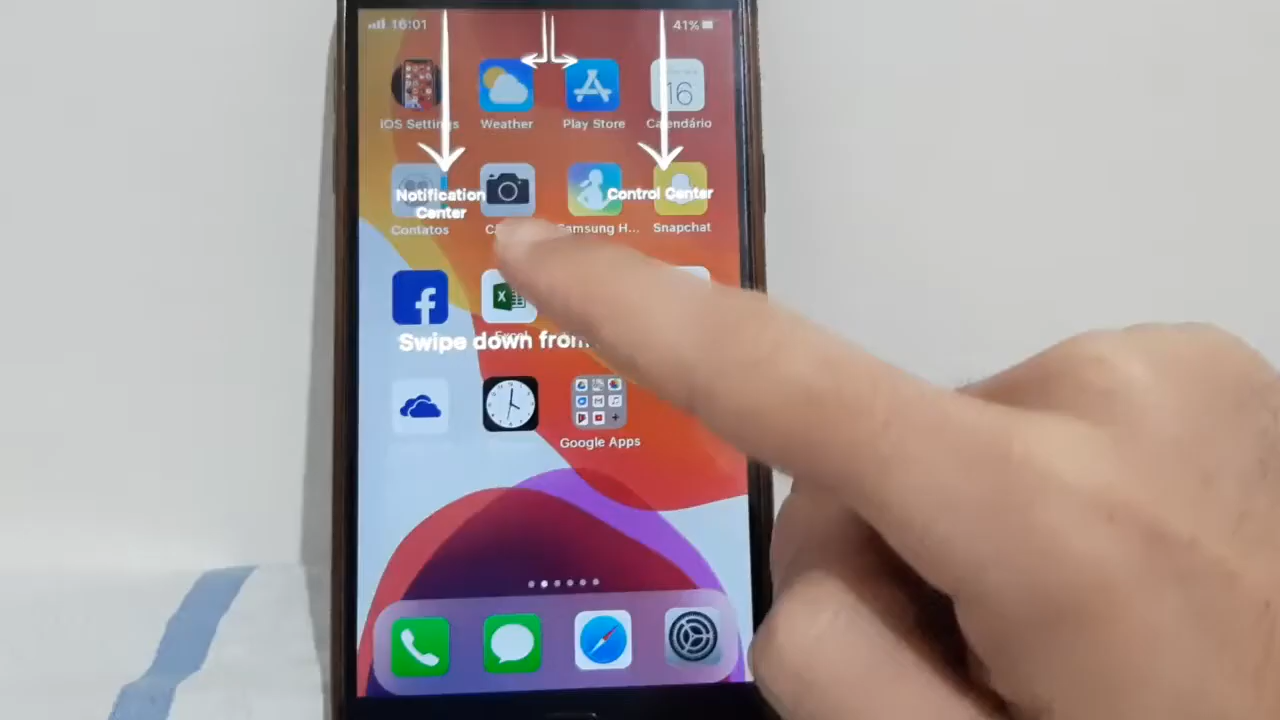 16:01 41%
IOS Settings Weather Play Store Calendário
16
Notification Control Center
Center
Contatos Samsung H... Snapchat
X
Excel
Swipe down from
Google Apps